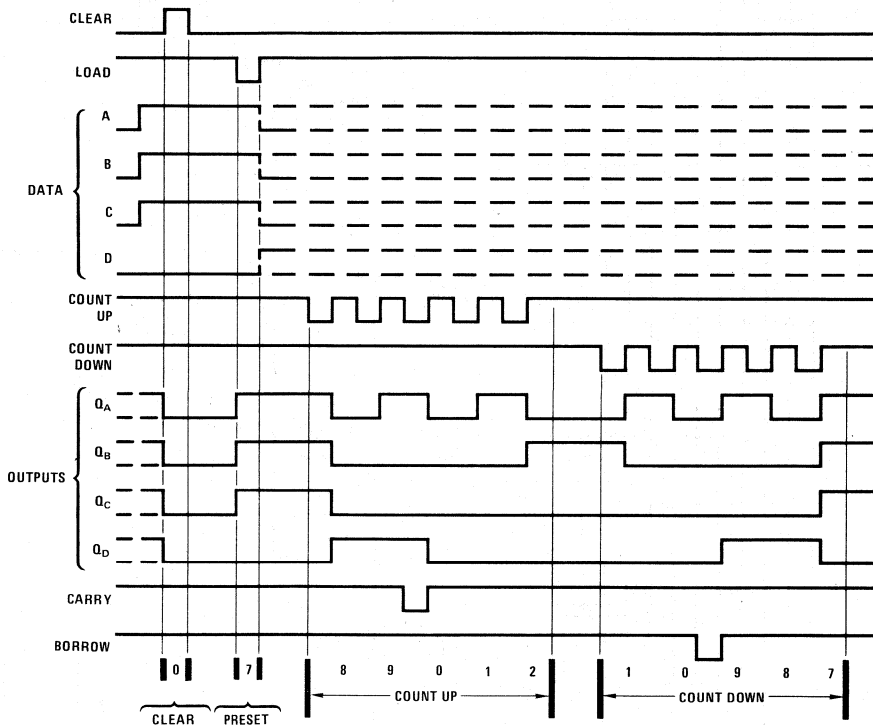 CLEAR
LOAD
A
B
DATA
C
D
COUNT UP
COUNT DOWN
QA
QB
OUTPUTS
QC
QD
CARRY
BORROW
0 7 8 9 0 1 2 1 0 9 8 7
COUNT UP COUNT DOWN
CLEAR PRESET